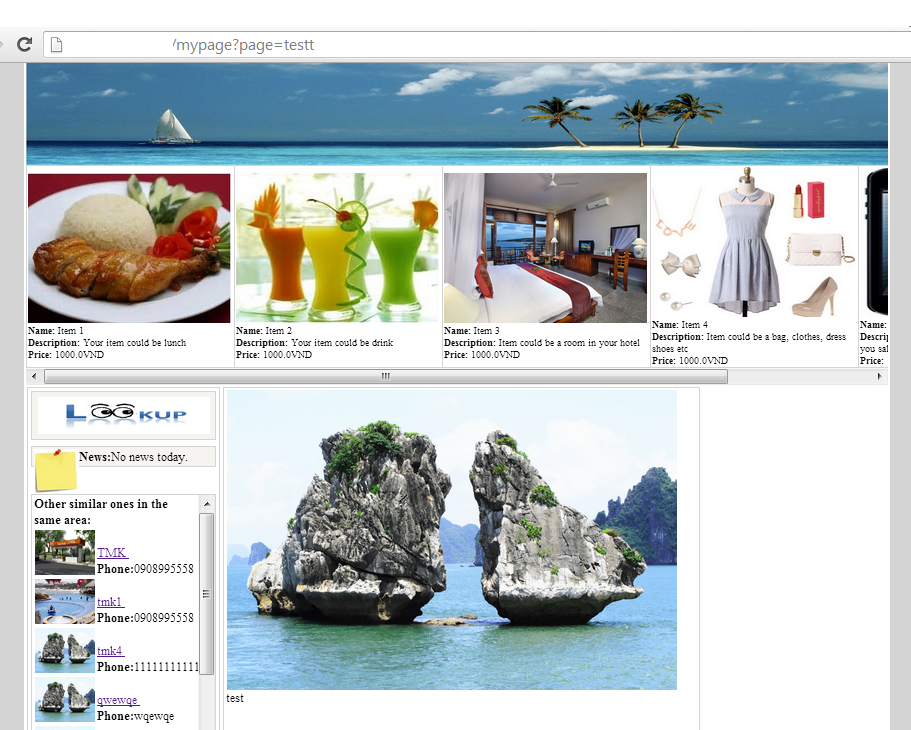 /mypage?page=testt
Name: Item 1
Description: Your item could be lunch
Price: 1000.0VND
Name: Item 2
Description: Your item could be drink
Price: 1000.0VND
Name: Item 3
Description: Item could be a room in your hotel
Price: 1000.0VND
Name: Item 4
Description: Item could be a bag, clothes, dress
shoes etc
Price: 1000.0VND
Name:
you
Price:
LOOKUP
News:No news today.
Other similar ones in the
same area:
TMK
Phone:0908995558
tmk1
Phone:0908995558
tmk4
Phone:11111111111
qwewqe
Phone:wqewqe
test